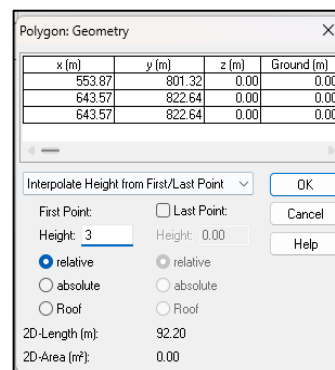 Polygon: Geometry
x (m) y (m) z (m) Ground (m)
553.87 801.32 0.00 0.00
643.57 822.64 0.00 0.00
643.57 822.64 0.00 0.00
Interpolate Height from First/Last Point OK
First Point: Last Point: Cancel
Height: 3 Height: 0.00 Help
relative relative
absolute absolute
Roof Roof
2D-Length (m): 92.20
2D-Area (m²): 0.00